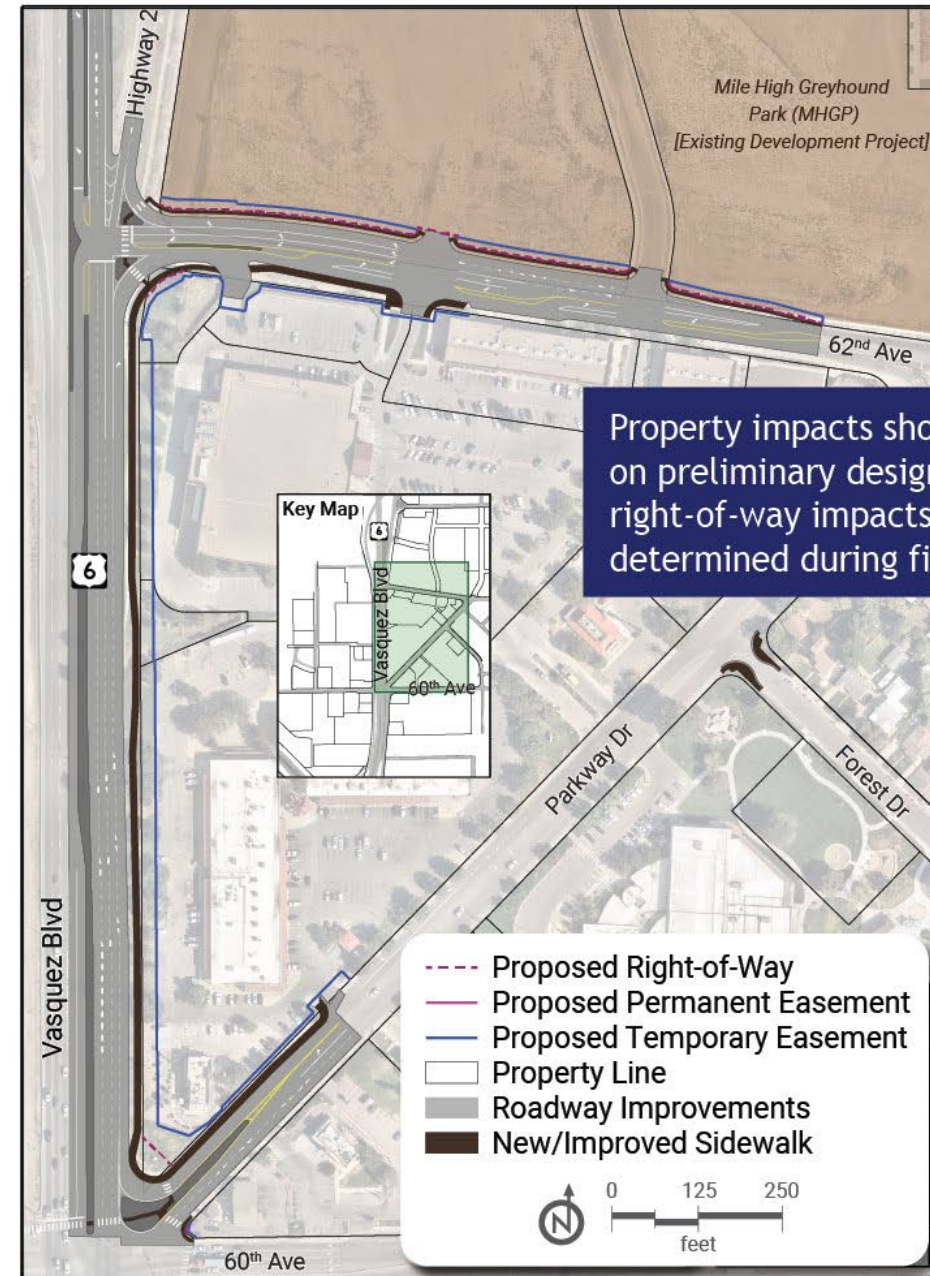 Highway 2
Mile High Greyhound
Park (MHGP)
[Existing Development Project]
62nd Ave
Property impacts sho
on preliminary design
right-of-way impacts
determined during fi
Key Map
6
Vasquez Blvd
60th Ave
6
Parkway Dr
Forest Dr
Vasquez Blvd
Proposed Right-of-Way
Proposed Permanent Easement
Proposed Temporary Easement
Property Line
Roadway Improvements
New/Improved Sidewalk
N
0 125 250
feet
60th Ave